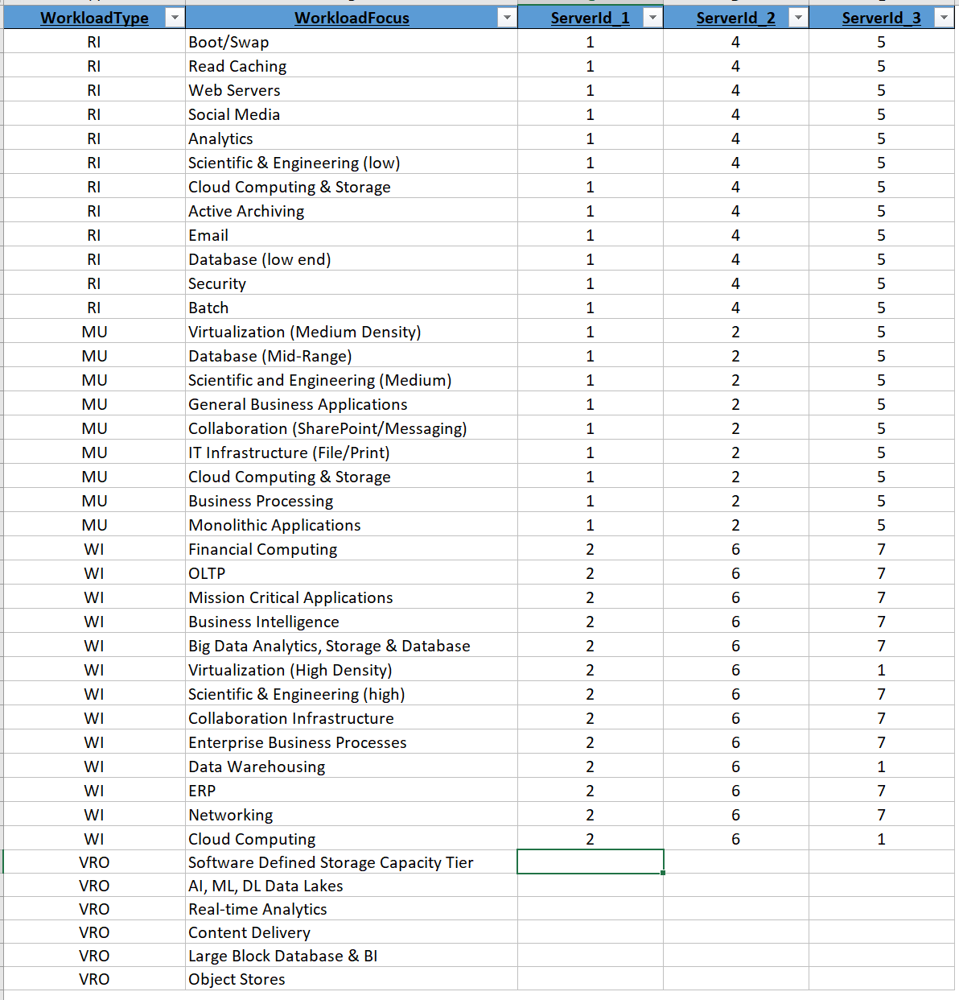 WorkloadType WorkloadFocus ServerId_1 ServerId_2 ServerId_3
RI Boot/Swap 1 4 5
RI Read Caching 1 4 5
RI Web Servers 1 4 5
RI Social Media 1 4 5
RI Analytics 1 4 5
RI Scientific & Engineering (low) 1 4 5
RI Cloud Computing & Storage 1 4 5
RI Active Archiving 1 4 5
RI Email 1 4 5
RI Database (low end) 1 4 5
RI Security 1 4 5
RI Batch 1 4 5
MU Virtualization (Medium Density) 1 2 5
MU Database (Mid-Range) 1 2 5
MU Scientific and Engineering (Medium) 1 2 5
MU General Business Applications 1 2 5
MU Collaboration (SharePoint/Messaging) 1 2 5
MU IT Infrastructure (File/Print) 1 2 5
MU Cloud Computing & Storage 1 2 5
MU Business Processing 1 2 5
MU Monolithic Applications 1 2 5
WI Financial Computing 2 6 7
WI OLTP 2 6 7
WI Mission Critical Applications 2 6 7
WI Business Intelligence 2 6 7
WI Big Data Analytics, Storage & Database 2 6 7
WI Virtualization (High Density) 2 6 1
WI Scientific & Engineering (high) 2 6 7
WI Collaboration Infrastructure 2 6 7
WI Enterprise Business Processes 2 6 7
WI Data Warehousing 2 6 1
WI ERP 2 6 7
WI Networking 2 6 7
WI Cloud Computing 2 6 1
VRO Software Defined Storage Capacity Tier
VRO AI, ML, DL Data Lakes
VRO Real-time Analytics
VRO Content Delivery
VRO Large Block Database & BI
VRO Object Stores